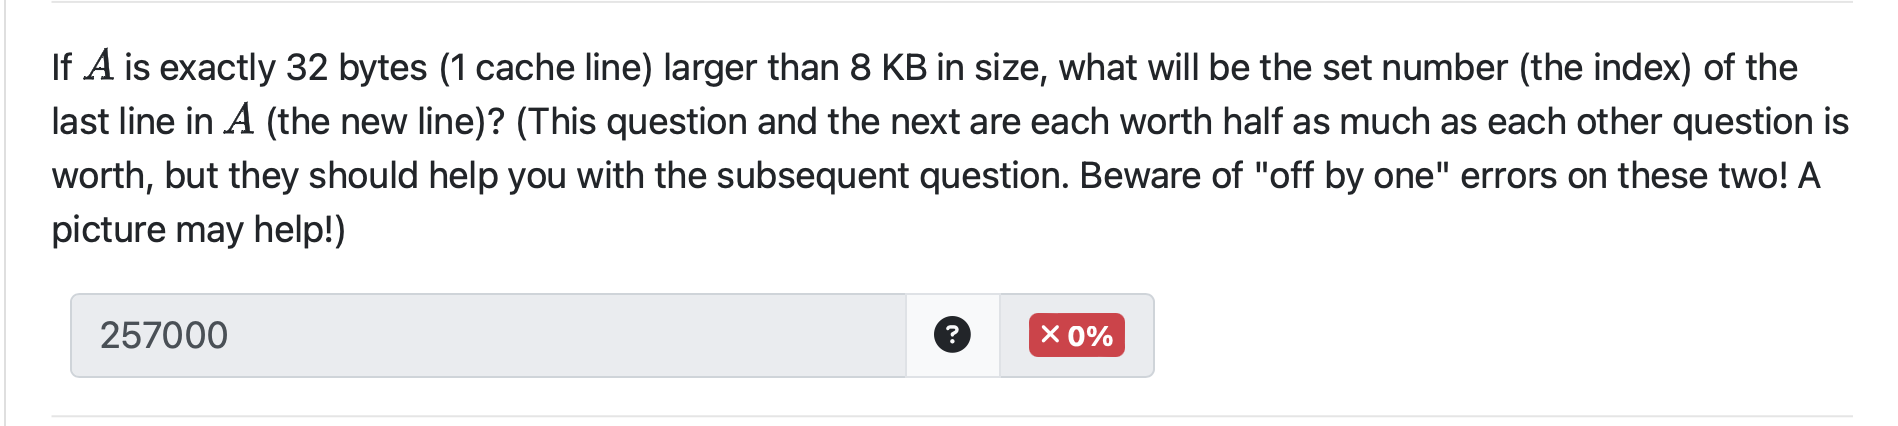 If A is exactly 32 bytes (1 cache line) larger than 8 KB in size, what will be the set number (the index) of the
last line in A (the new line)? (This question and the next are each worth half as much as each other question is
worth, but they should help you with the subsequent question. Beware of "off by one" errors on these two! A
picture may help!)
257000 ? × 0%